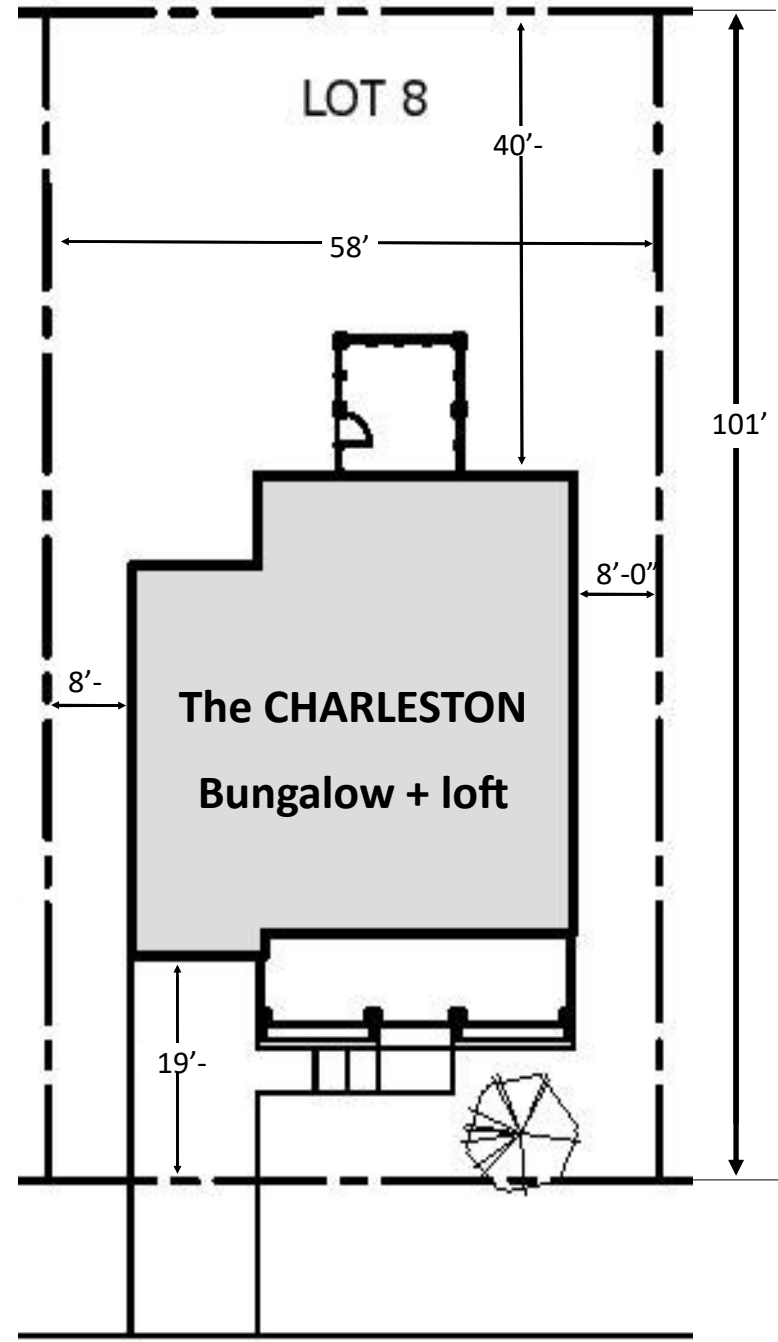 LOT 8
40’-
58’
101’
8’-0”
8’-
The CHARLESTON
Bungalow + loft
19’-